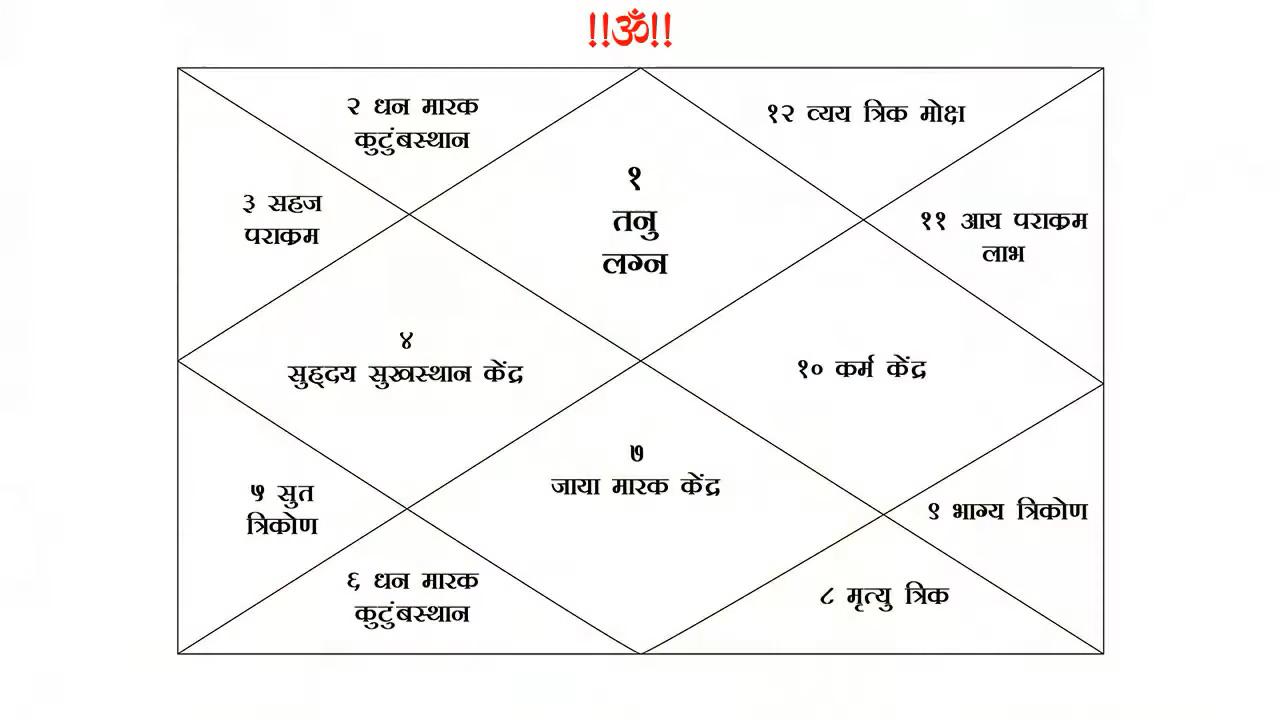 !!ॐ!!
२ धन मारक
कुटुंबस्थान
१२ व्यय त्रिक मोक्ष
१
तनु
लग्न
३ सहज
पराक्रम
११ आय पराक्रम
लाभ
४
सुहृदय सुखस्थान केंद्र
१० कर्म केंद्र
७
जाया मारक केंद्र
५ सुत
त्रिकोण
९ भाग्य त्रिकोण
६ धन मारक
कुटुंबस्थान
८ मृत्यु त्रिक